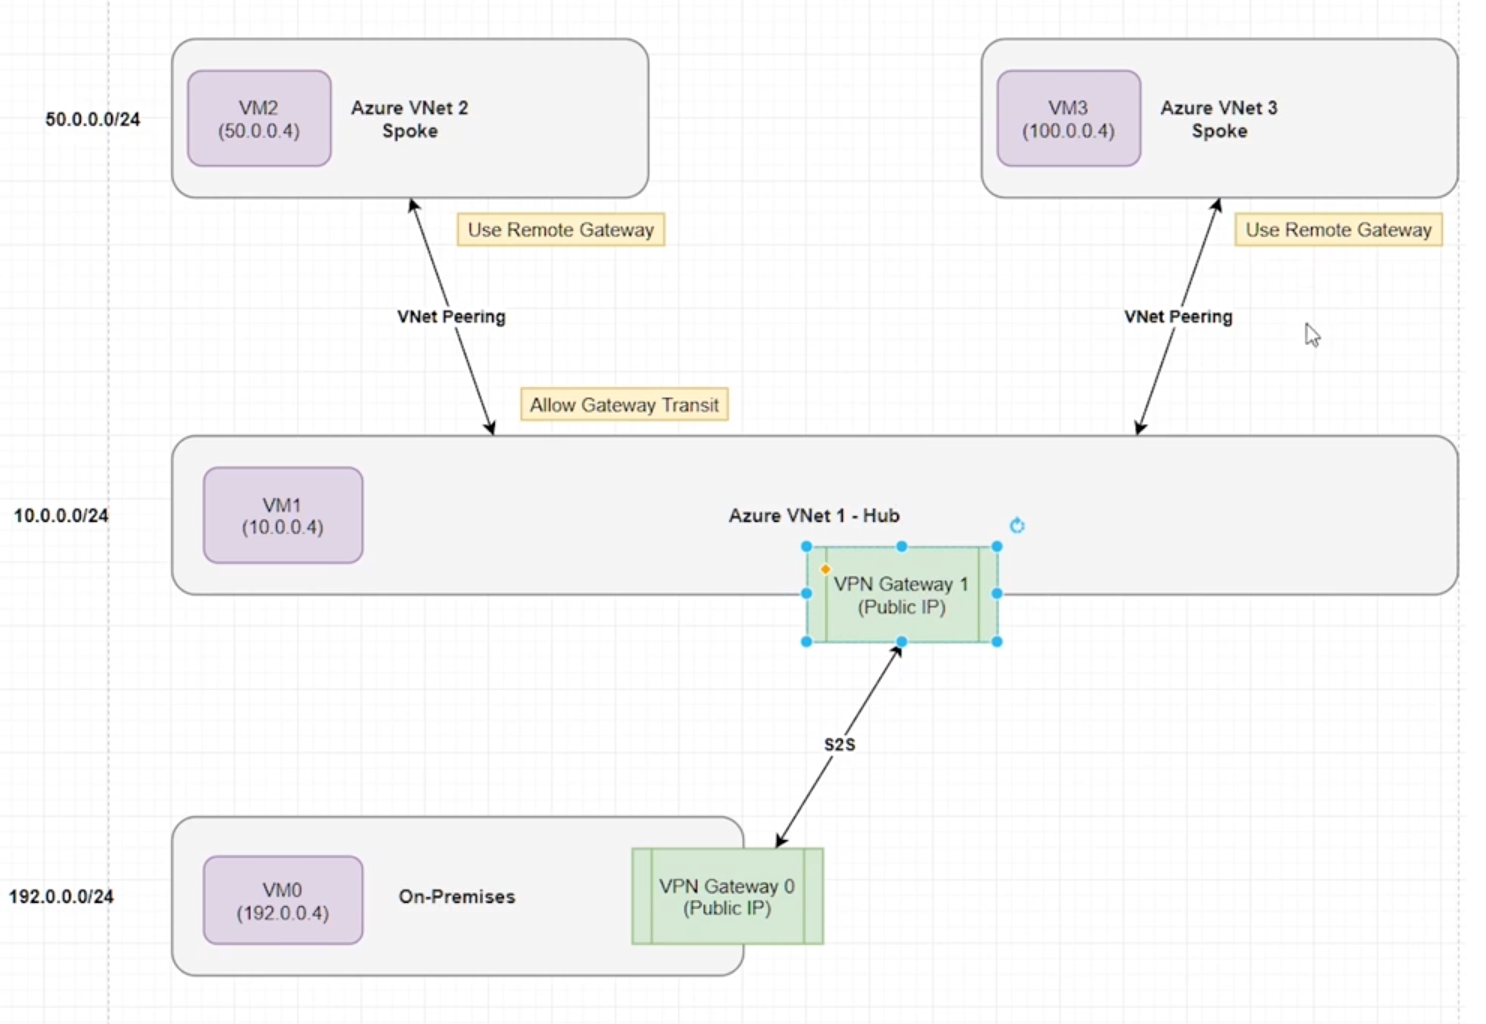 50.0.0.0/24
VM2
(50.0.0.4)
Azure VNet 2
Spoke
VM3
(100.0.0.4)
Azure VNet 3
Spoke
Use Remote Gateway
Use Remote Gateway
VNet Peering
VNet Peering
Allow Gateway Transit
10.0.0.0/24
VM1
(10.0.0.4)
Azure VNet 1 - Hub
VPN Gateway 1
(Public IP)
S2S
192.0.0.0/24
VM0
(192.0.0.4)
On-Premises
VPN Gateway 0
(Public IP)